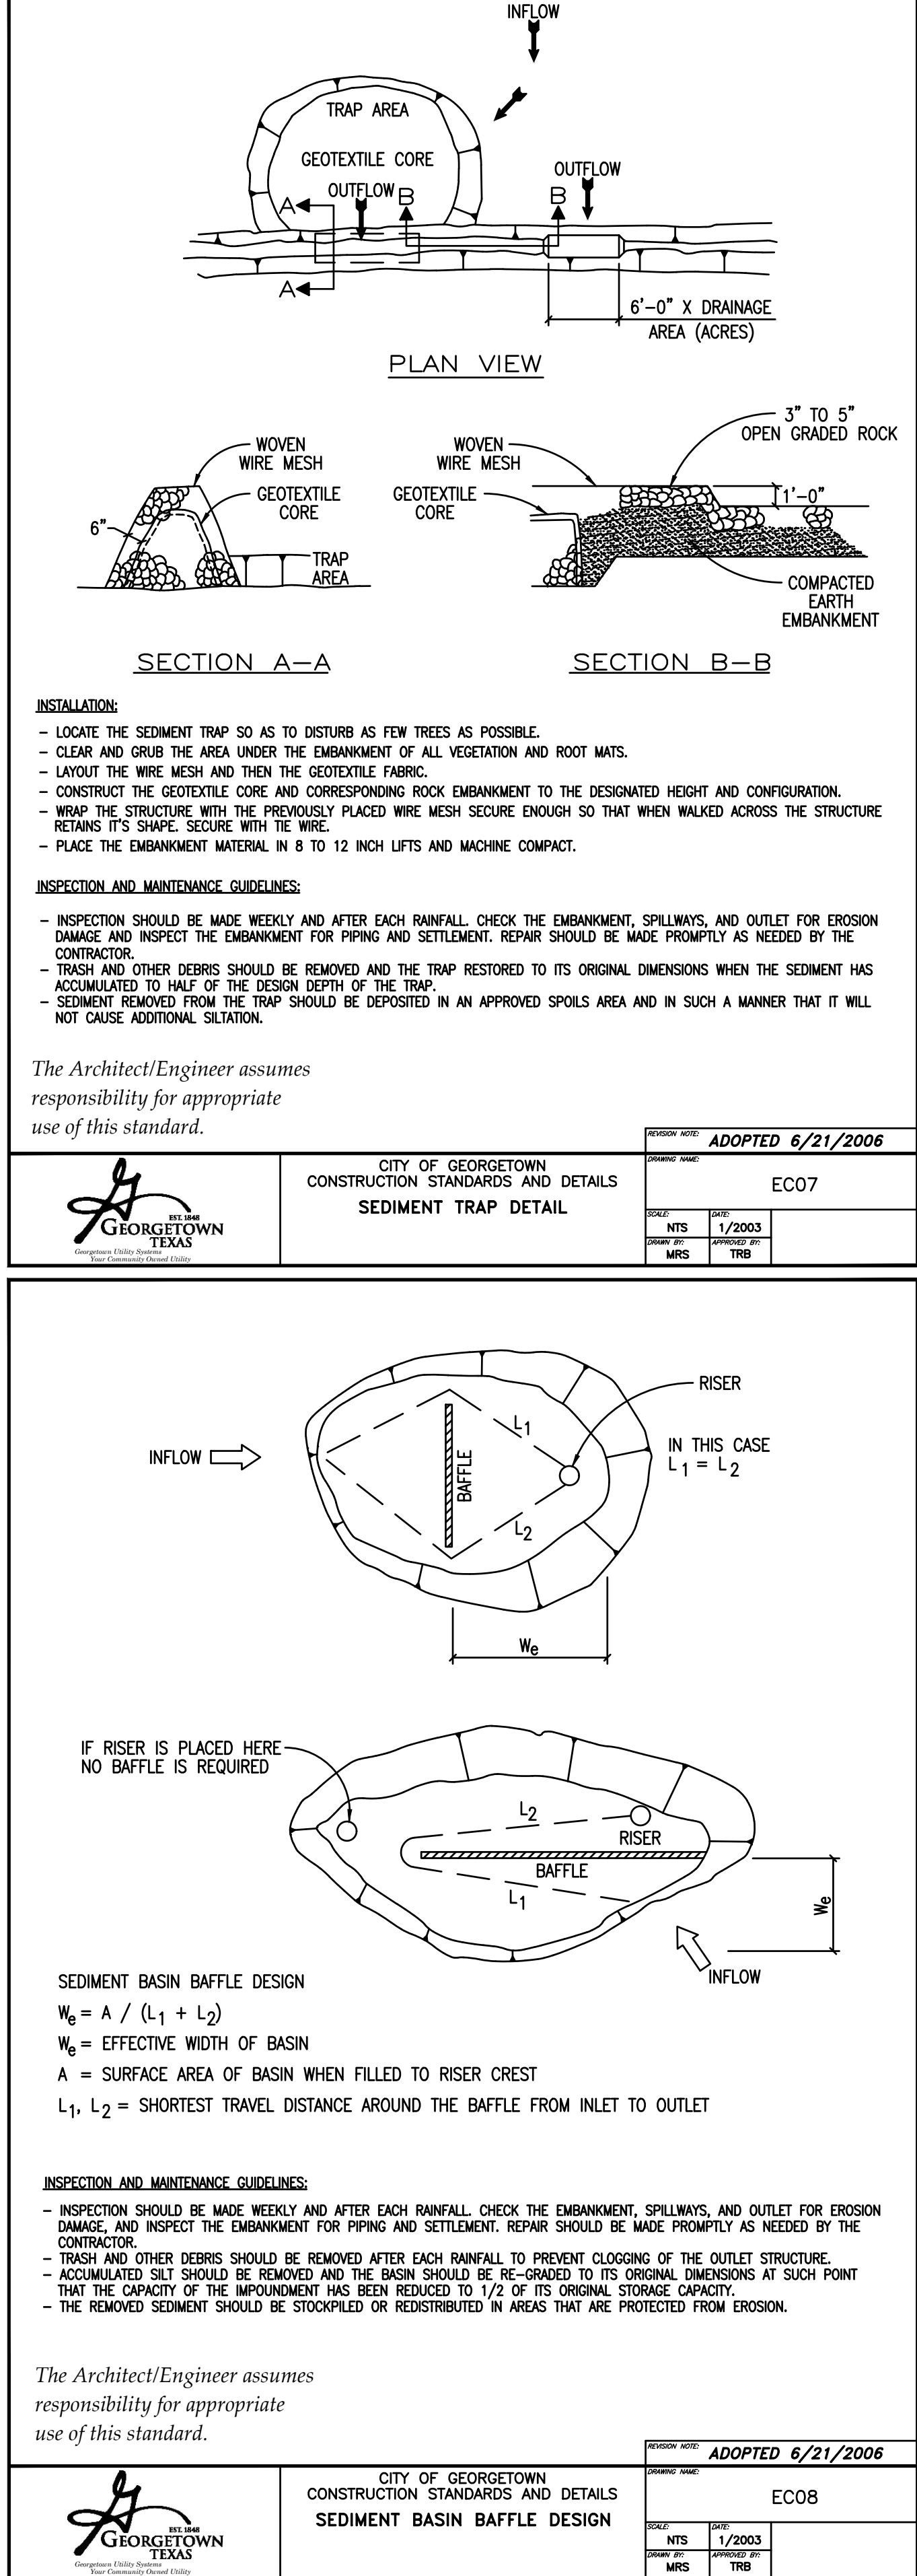 INFLOW
TRAP AREA
GEOTEXTILE CORE
OUTFLOW
OUTFLOW
A
B
B
A
6'-0" X DRAINAGE
AREA (ACRES)
PLAN VIEW
3" TO 5"
OPEN GRADED ROCK
WOVEN
WIRE MESH
WOVEN
WIRE MESH
GEOTEXTILE
CORE
GEOTEXTILE
CORE
1'-0"
6"
TRAP
AREA
COMPACTED
EARTH
EMBANKMENT
SECTION A-A
SECTION B-B
INSTALLATION:
- LOCATE THE SEDIMENT TRAP SO AS TO DISTURB AS FEW TREES AS POSSIBLE.
- CLEAR AND GRUB THE AREA UNDER THE EMBANKMENT OF ALL VEGETATION AND ROOT MATS.
- LAYOUT THE WIRE MESH AND THEN THE GEOTEXTILE FABRIC.
- CONSTRUCT THE GEOTEXTILE CORE AND CORRESPONDING ROCK EMBANKMENT TO THE DESIGNATED HEIGHT AND CONFIGURATION.
- WRAP THE STRUCTURE WITH THE PREVIOUSLY PLACED WIRE MESH SECURE ENOUGH SO THAT WHEN WALKED ACROSS THE STRUCTURE
RETAINS IT'S SHAPE. SECURE WITH TIE WIRE.
- PLACE THE EMBANKMENT MATERIAL IN 8 TO 12 INCH LIFTS AND MACHINE COMPACT.
INSPECTION AND MAINTENANCE GUIDELINES:
- INSPECTION SHOULD BE MADE WEEKLY AND AFTER EACH RAINFALL. CHECK THE EMBANKMENT, SPILLWAYS, AND OUTLET FOR EROSION
DAMAGE AND INSPECT THE EMBANKMENT FOR PIPING AND SETTLEMENT. REPAIR SHOULD BE MADE PROMPTLY AS NEEDED BY THE
CONTRACTOR.
- TRASH AND OTHER DEBRIS SHOULD BE REMOVED AND THE TRAP RESTORED TO ITS ORIGINAL DIMENSIONS WHEN THE SEDIMENT HAS
ACCUMULATED TO HALF OF THE DESIGN DEPTH OF THE TRAP.
- SEDIMENT REMOVED FROM THE TRAP SHOULD BE DEPOSITED IN AN APPROVED SPOILS AREA AND IN SUCH A MANNER THAT IT WILL
NOT CAUSE ADDITIONAL SILTATION.
The Architect/Engineer assumes
responsibility for appropriate
use of this standard.
REVISION NOTE: ADOPTED 6/21/2006
EST. 1848
GEORGETOWN
TEXAS
Georgetown Utility Systems
Your Community Owned Utility
CITY OF GEORGETOWN
CONSTRUCTION STANDARDS AND DETAILS
SEDIMENT TRAP DETAIL
DRAWING NAME:
EC07
SCALE: DATE:
NTS 1/2003
DRAWN BY: APPROVED BY:
MRS TRB
RISER
L1
INFLOW
BAFFLE
IN THIS CASE
L1 = L2
L2
We
IF RISER IS PLACED HERE
NO BAFFLE IS REQUIRED
L2
RISER
BAFFLE
L1
We
INFLOW
SEDIMENT BASIN BAFFLE DESIGN
We = A / (L1 + L2)
We = EFFECTIVE WIDTH OF BASIN
A = SURFACE AREA OF BASIN WHEN FILLED TO RISER CREST
L1, L2 = SHORTEST TRAVEL DISTANCE AROUND THE BAFFLE FROM INLET TO OUTLET
INSPECTION AND MAINTENANCE GUIDELINES:
- INSPECTION SHOULD BE MADE WEEKLY AND AFTER EACH RAINFALL. CHECK THE EMBANKMENT, SPILLWAYS, AND OUTLET FOR EROSION
DAMAGE, AND INSPECT THE EMBANKMENT FOR PIPING AND SETTLEMENT. REPAIR SHOULD BE MADE PROMPTLY AS NEEDED BY THE
CONTRACTOR.
- TRASH AND OTHER DEBRIS SHOULD BE REMOVED AFTER EACH RAINFALL TO PREVENT CLOGGING OF THE OUTLET STRUCTURE.
- ACCUMULATED SILT SHOULD BE REMOVED AND THE BASIN SHOULD BE RE-GRADED TO ITS ORIGINAL DIMENSIONS AT SUCH POINT
THAT THE CAPACITY OF THE IMPOUNDMENT HAS BEEN REDUCED TO 1/2 OF ITS ORIGINAL STORAGE CAPACITY.
- THE REMOVED SEDIMENT SHOULD BE STOCKPILED OR REDISTRIBUTED IN AREAS THAT ARE PROTECTED FROM EROSION.
The Architect/Engineer assumes
responsibility for appropriate
use of this standard.
REVISION NOTE: ADOPTED 6/21/2006
EST. 1848
GEORGETOWN
TEXAS
Georgetown Utility Systems
Your Community Owned Utility
CITY OF GEORGETOWN
CONSTRUCTION STANDARDS AND DETAILS
SEDIMENT BASIN BAFFLE DESIGN
DRAWING NAME:
EC08
SCALE: DATE:
NTS 1/2003
DRAWN BY: APPROVED BY:
MRS TRB